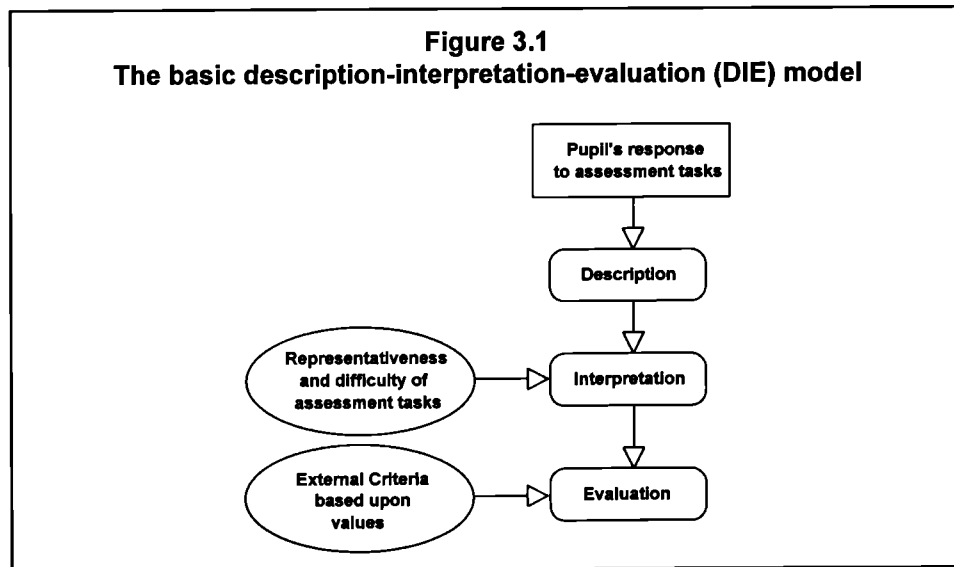 Figure 3.1
The basic description-interpretation-evaluation (DIE) model
Pupil's response
to assessment tasks
Description
Representativeness
and difficulty of
assessment tasks
Interpretation
External Criteria
based upon
values
Evaluation